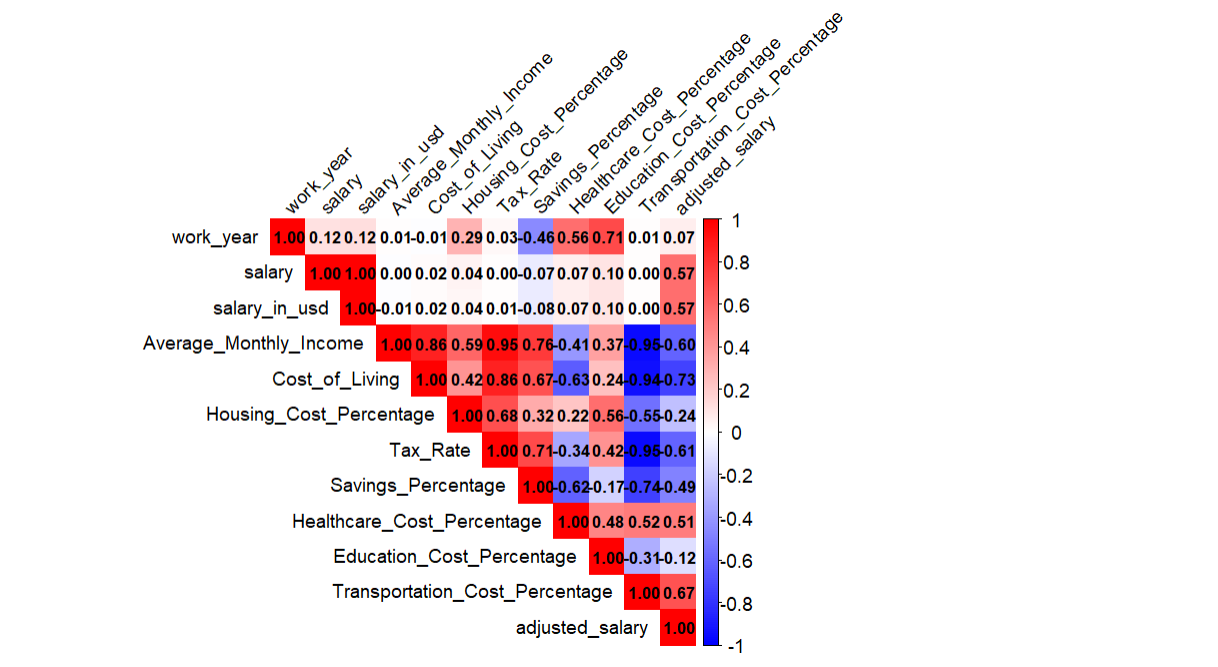 work_year
salary
salary_in_usd
Average_Monthly_Income
Cost_of_Living
Housing_Cost_Percentage
Tax_Rate
Savings_Percentage
Healthcare_Cost_Percentage
Education_Cost_Percentage
Transportation_Cost_Percentage
adjusted_salary
work_year 1.00 0.12 0.12 0.01 -0.01 0.29 0.03 -0.46 0.56 0.71 0.01 0.07
salary 1.00 1.00 0.00 0.02 0.04 0.00 -0.07 0.07 0.10 0.00 0.57
salary_in_usd 1.00 -0.01 0.02 0.04 0.01 -0.08 0.07 0.10 0.00 0.57
Average_Monthly_Income 1.00 0.86 0.59 0.95 0.76 -0.41 0.37 -0.95 -0.60
Cost_of_Living 1.00 0.42 0.86 0.67 -0.63 0.24 -0.94 -0.73
Housing_Cost_Percentage 1.00 0.68 0.32 0.22 0.56 -0.55 -0.24
Tax_Rate 1.00 0.71 -0.34 0.42 -0.95 -0.61
Savings_Percentage 1.00 -0.62 -0.17 -0.74 -0.49
Healthcare_Cost_Percentage 1.00 0.48 0.52 0.51
Education_Cost_Percentage 1.00 -0.31 -0.12
Transportation_Cost_Percentage 1.00 0.67
adjusted_salary 1.00
1
0.8
0.6
0.4
0.2
0
-0.2
-0.4
-0.6
-0.8
-1